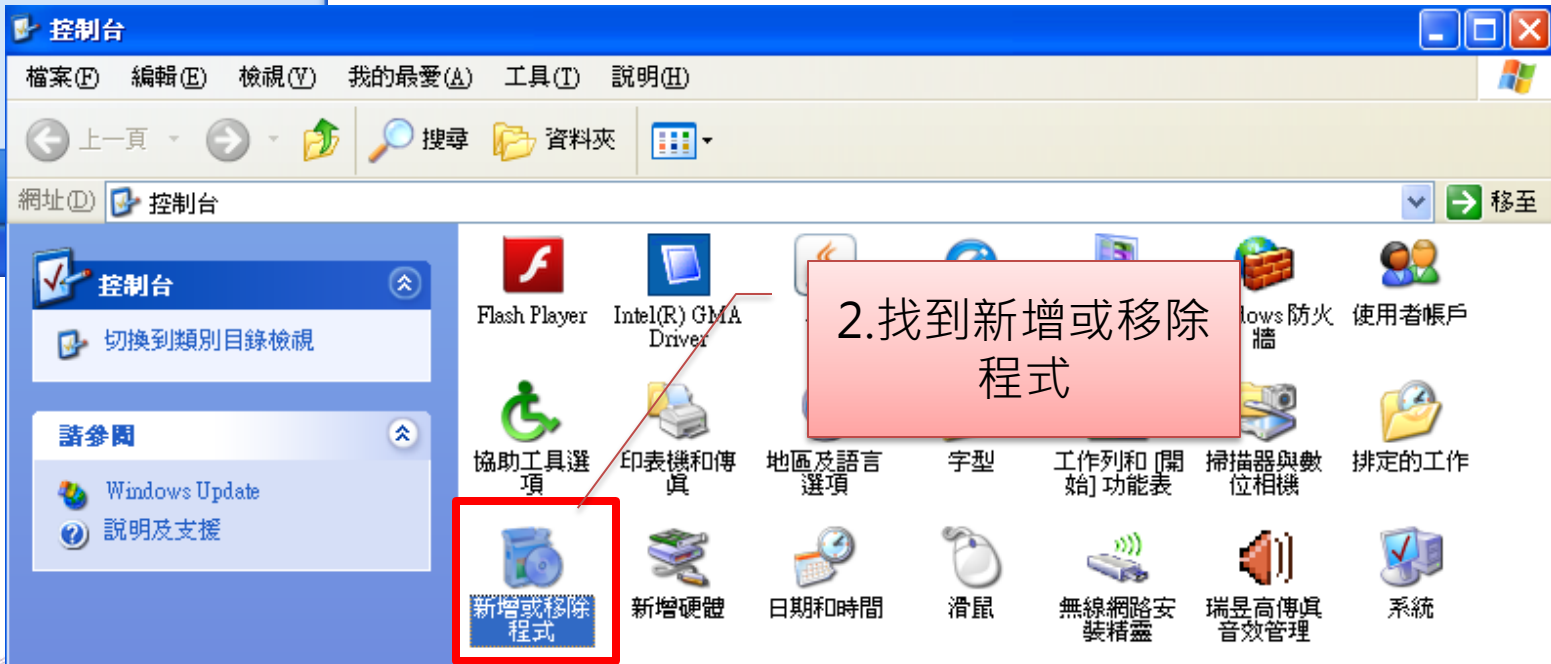 控制台
檔案(F) 編輯(E) 檢視(V) 我的最愛(A) 工具(T) 說明(H)
上一頁 搜尋 資料夾
網址(D) 控制台 移至
控制台
切換到類別目錄檢視
請參閱
Windows Update
說明及支援
Flash Player
Intel(R) GMA
Driver
防火
牆
使用者帳戶
2.找到新增或移除
程式
協助工具選
項
印表機和傳
真
地區及語言
選項
字型
工作列和 [開
始] 功能表
掃描器與數
位相機
排定的工作
新增或移除
程式
新增硬體
日期和時間
滑鼠
無線網路安
裝精靈
瑞昱高傳真
音效管理
系統